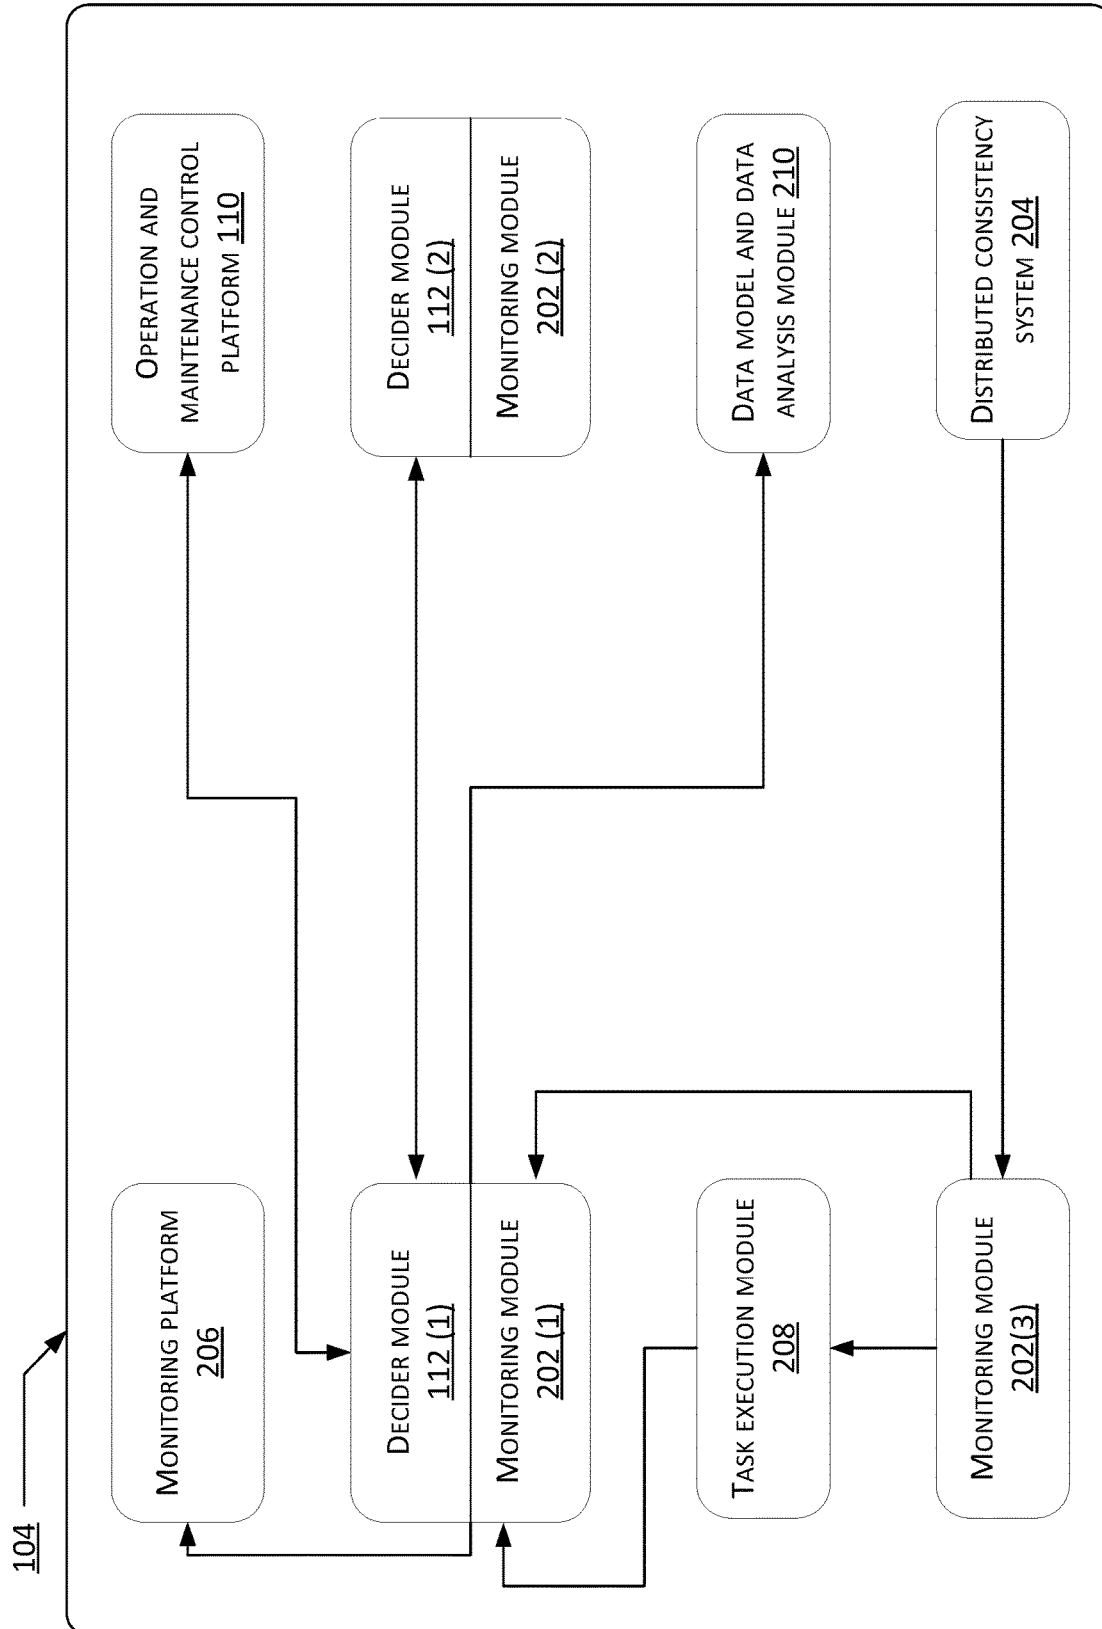 104
MONITORING PLATFORM
206
DECIDER MODULE
112 (1)
MONITORING MODULE
202 (1)
TASK EXECUTION MODULE
208
MONITORING MODULE
202(3)
OPERATION AND
MAINTENANCE CONTROL
PLATFORM 110
DECIDER MODULE
112 (2)
MONITORING MODULE
202 (2)
DATA MODEL AND DATA
ANALYSIS MODULE 210
DISTRIBUTED CONSISTENCY
SYSTEM 204